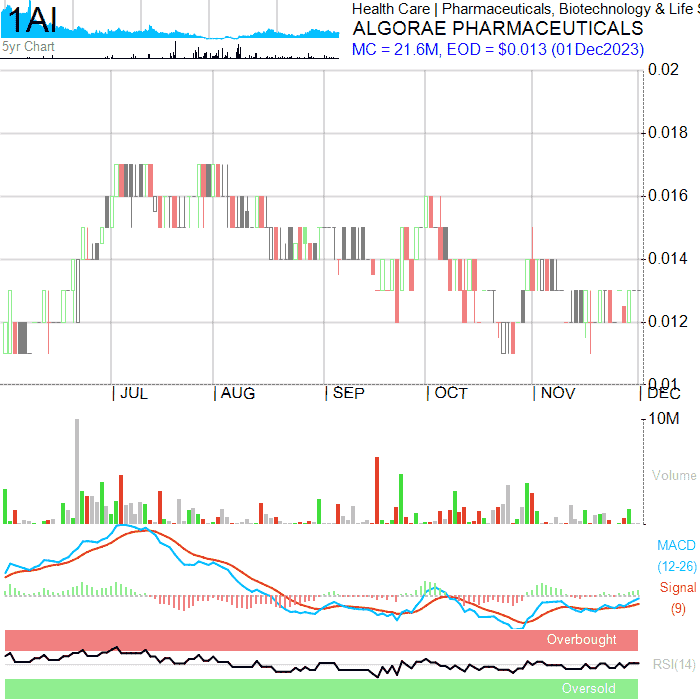 1AI
5yr Chart
Health Care | Pharmaceuticals, Biotechnology & Life S
ALGORAE PHARMACEUTICALS
MC = 21.6M, EOD = $0.013 (01Dec2023)
0.02
0.018
0.016
0.014
0.012
0.01
JUL
AUG
SEP
OCT
NOV
DEC
10M
Volume
MACD
(12-26)
Signal
(9)
Overbought
RSI(14)
Oversold